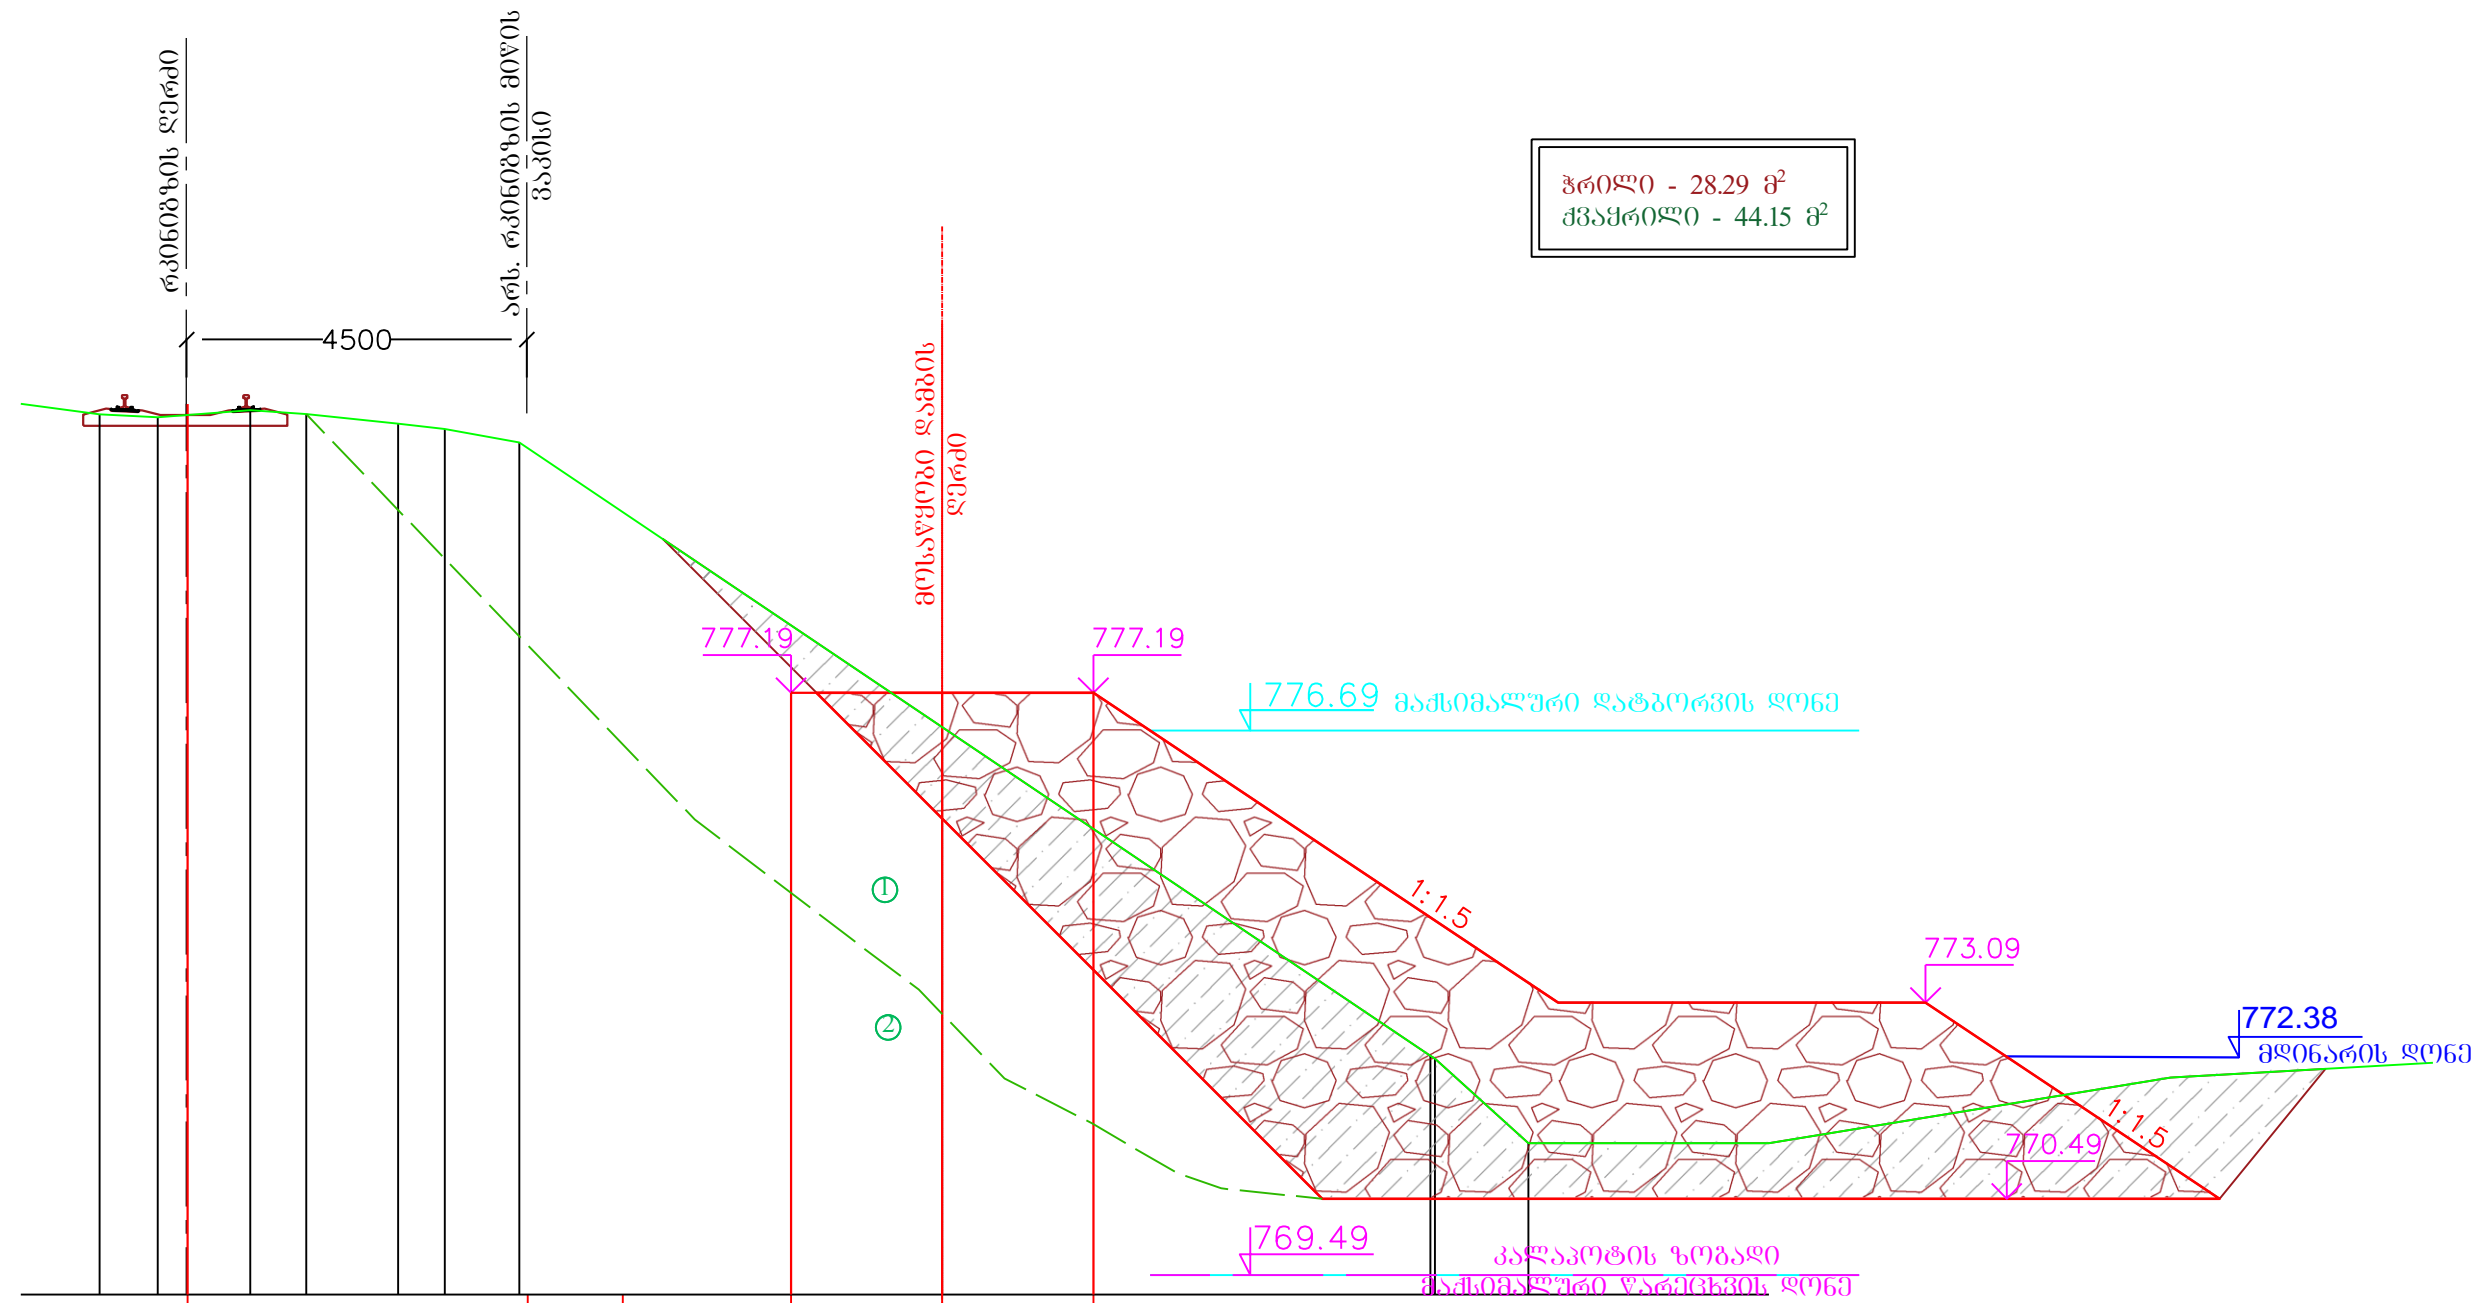 რკინიგზის ღერძი
არს. რკინიგზის მიწის
ვაკისი
4500
ჭრილი - 28.29 მ²
ქვაყრილი - 44.15 მ²
მოსაწყობი დამბის
ღერძი
777.19
777.19
776.69 მაქსიმალური დატბორვის დონე
1
1:1.5
773.09
2
772.38
მდინარის დონე
1:1.5
770.49
769.49
კალაპოტის ზოგადი
მაქსიმალური წარეცხვის დონე